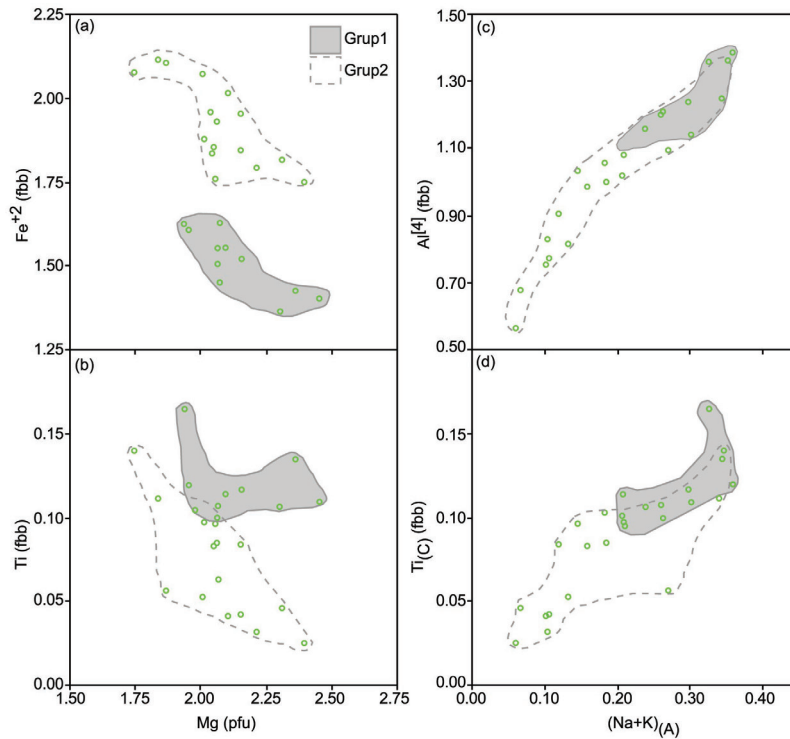 (a)
Grup1
Grup2
2.25
2.00
1.75
1.50
1.25
Fe+2 (fbb)
(c)
1.50
1.30
1.10
0.90
0.70
0.50
Al[4] (fbb)
(b)
0.15
0.10
0.05
0.00
Ti (fbb)
1.50
1.75
2.00
2.25
2.50
2.75
Mg (pfu)
(d)
0.15
0.10
0.05
0.00
Ti(C) (fbb)
0.00
0.10
0.20
0.30
0.40
(Na+K)(A)